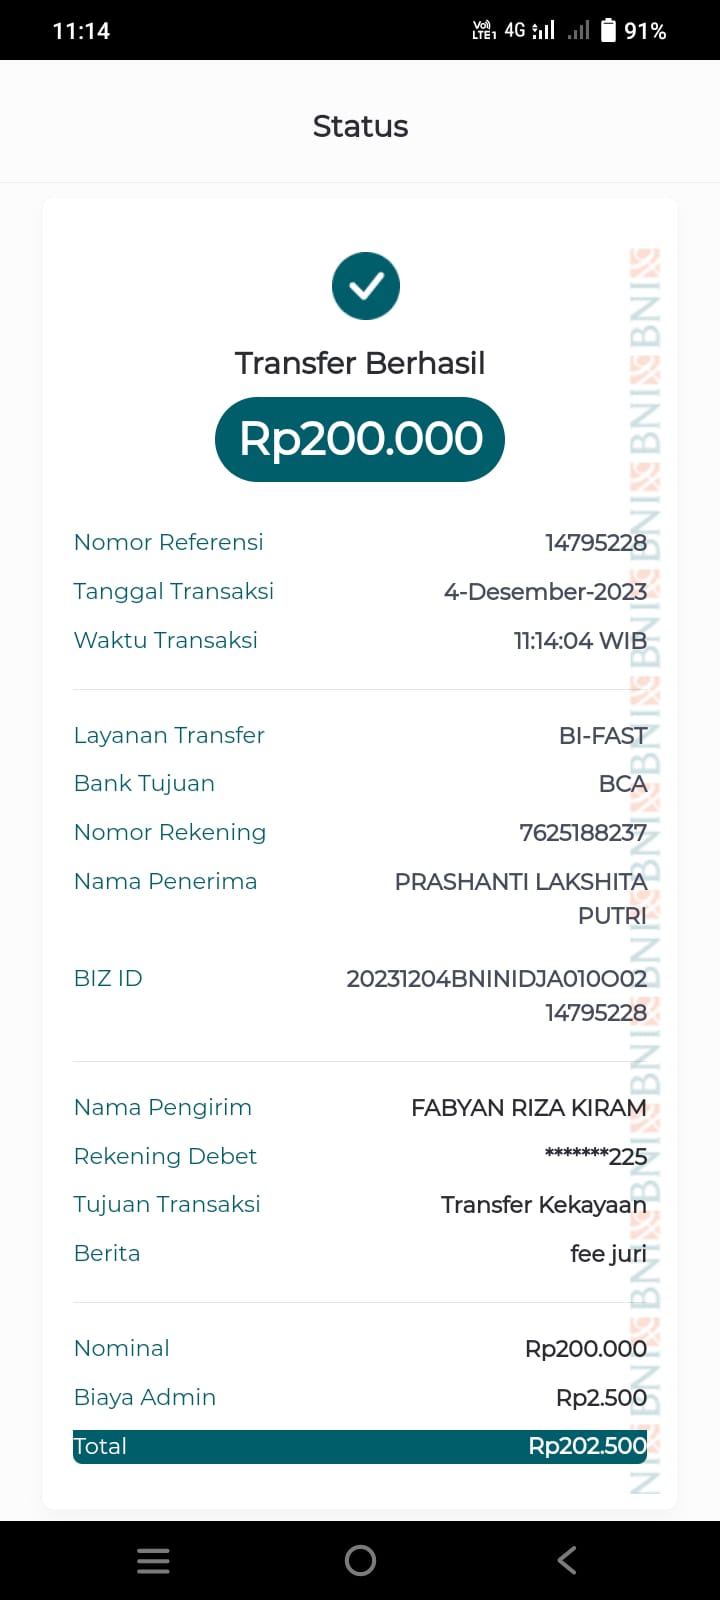 11:14
Vo) LTE1 4G 91%
Status
Transfer Berhasil
Rp200.000
Nomor Referensi 14795228
Tanggal Transaksi 4-Desember-2023
Waktu Transaksi 11:14:04 WIB
Layanan Transfer BI-FAST
Bank Tujuan BCA
Nomor Rekening 7625188237
Nama Penerima PRASHANTI LAKSHITA
PUTRI
BIZ ID 20231204BNINIDJA010O02
14795228
Nama Pengirim FABYAN RIZA KIRAM
Rekening Debet *******225
Tujuan Transaksi Transfer Kekayaan
Berita fee juri
Nominal Rp200.000
Biaya Admin Rp2.500
Total Rp202.500
BNI BNI BNI BNI BNI BNI BNI BNI BNI BNI BNI NI